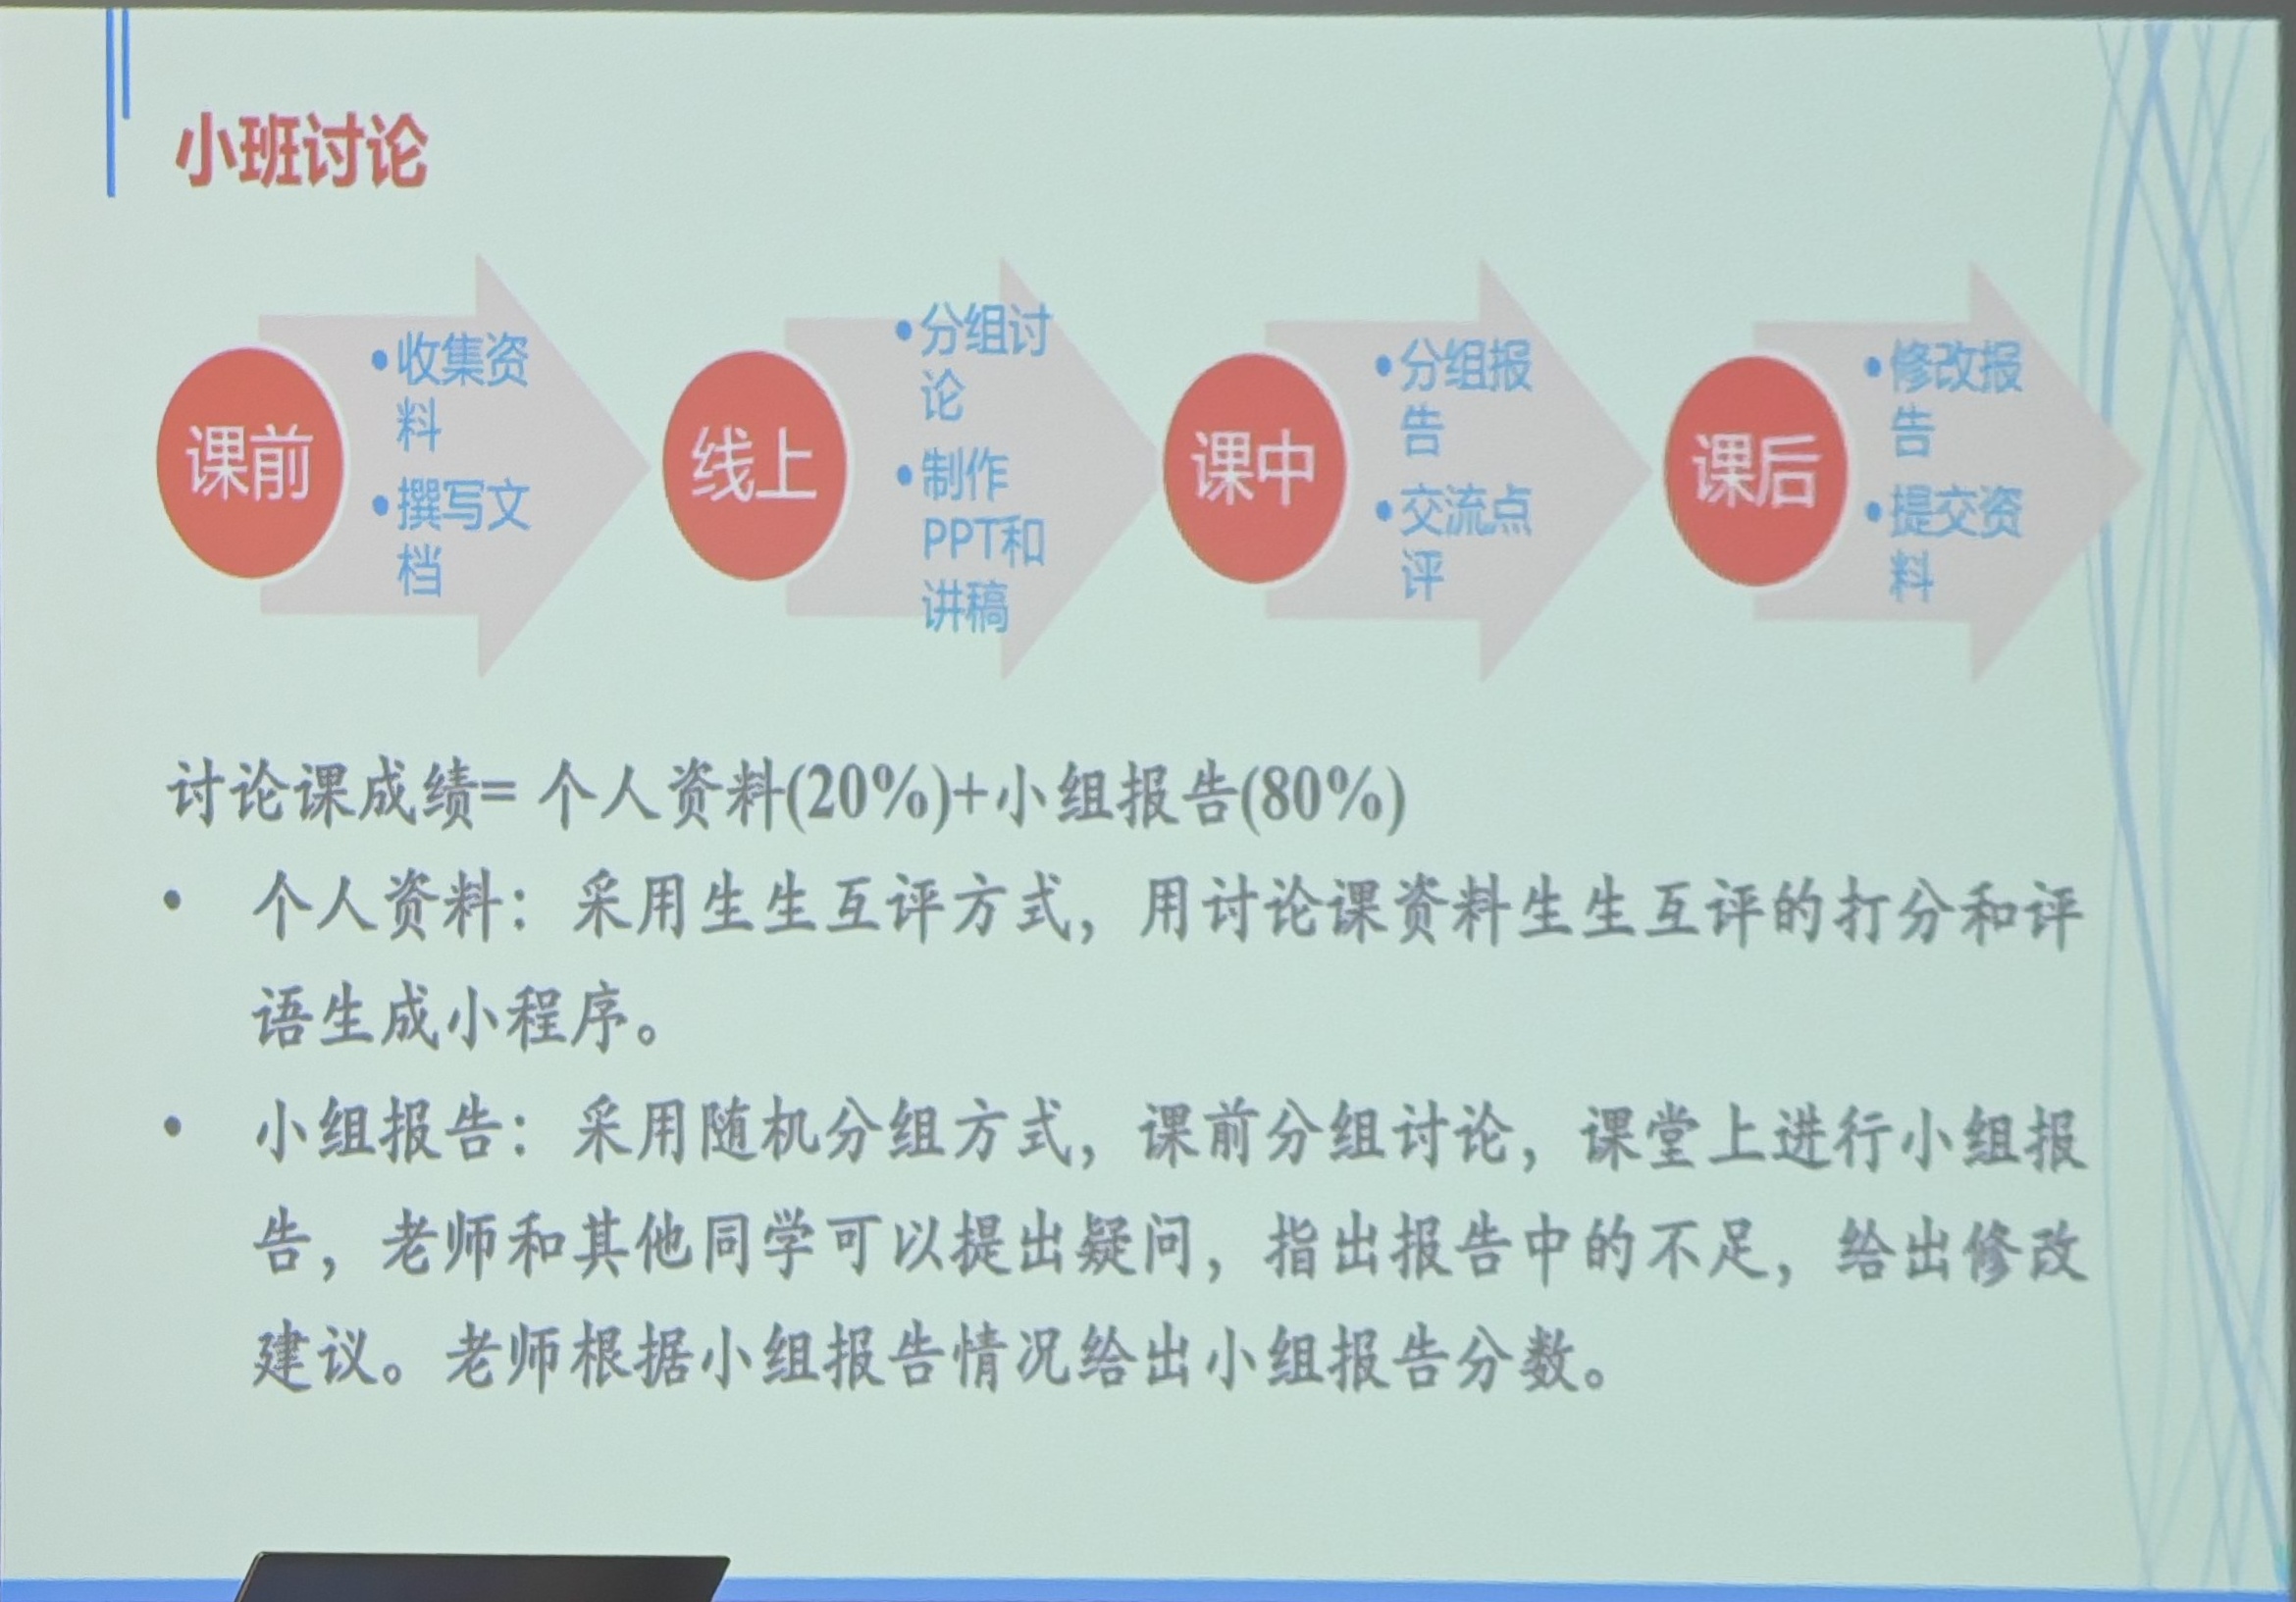 小班讨论
课前
•收集资
料
•撰写文
档
线上
•分组讨
论
•制作
PPT和
讲稿
课中
•分组报
告
•交流点
评
课后
•修改报
告
•提交资
料
讨论课成绩= 个人资料(20%)+小组报告(80%)
• 个人资料：采用生生互评方式，用讨论课资料生生互评的打分和评
语生成小程序。
• 小组报告：采用随机分组方式，课前分组讨论，课堂上进行小组报
告，老师和其他同学可以提出疑问，指出报告中的不足，给出修改
建议。老师根据小组报告情况给出小组报告分数。